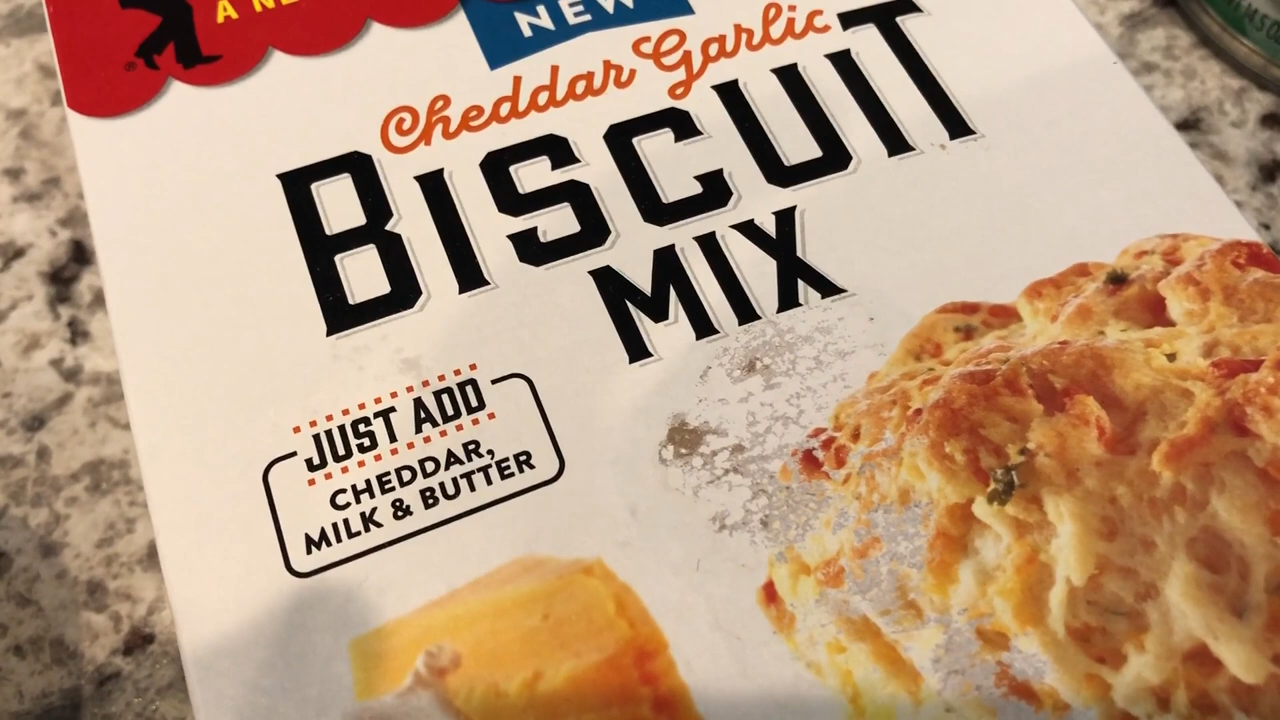 A NE
NEW
Cheddar Garlic
BISCUIT
MIX
JUST ADD
CHEDDAR,
MILK & BUTTER
®